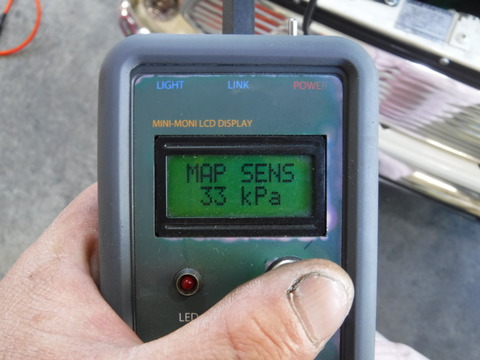 LIGHT LINK POWER
MINI-MONI LCD DISPLAY
MAP SENS
33 kPa
LED